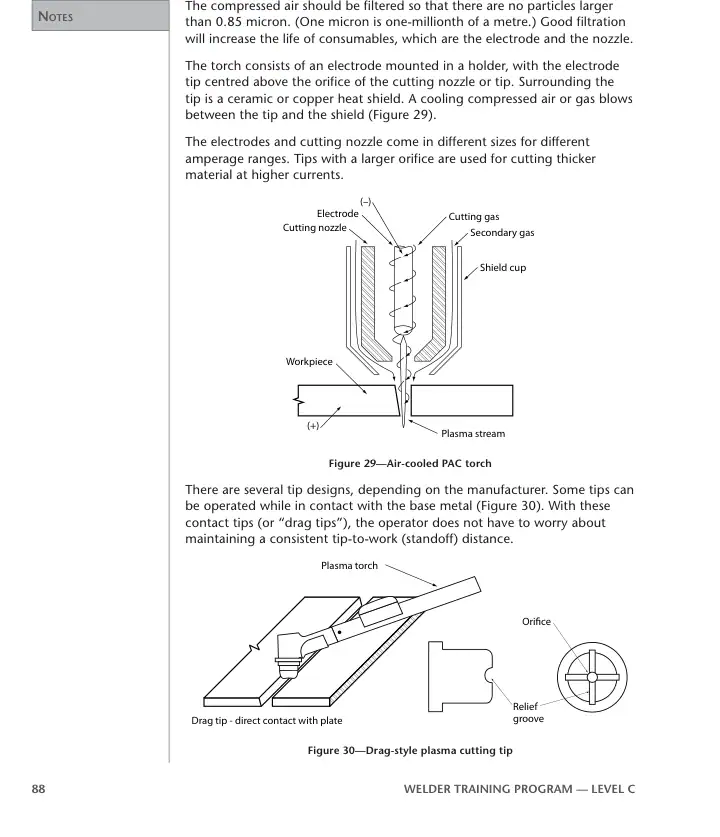 NOTES
The compressed air should be filtered so that there are no particles larger
than 0.85 micron. (One micron is one-millionth of a metre.) Good filtration
will increase the life of consumables, which are the electrode and the nozzle.
The torch consists of an electrode mounted in a holder, with the electrode
tip centred above the orifice of the cutting nozzle or tip. Surrounding the
tip is a ceramic or copper heat shield. A cooling compressed air or gas blows
between the tip and the shield (Figure 29).
The electrodes and cutting nozzle come in different sizes for different
amperage ranges. Tips with a larger orifice are used for cutting thicker
material at higher currents.
(–)
Electrode
Cutting nozzle
Cutting gas
Secondary gas
Shield cup
Workpiece
(+)
Plasma stream
Figure 29—Air-cooled PAC torch
There are several tip designs, depending on the manufacturer. Some tips can
be operated while in contact with the base metal (Figure 30). With these
contact tips (or “drag tips”), the operator does not have to worry about
maintaining a consistent tip-to-work (standoff) distance.
Plasma torch
Orifice
Relief
groove
Drag tip - direct contact with plate
Figure 30—Drag-style plasma cutting tip
88
WELDER TRAINING PROGRAM — LEVEL C